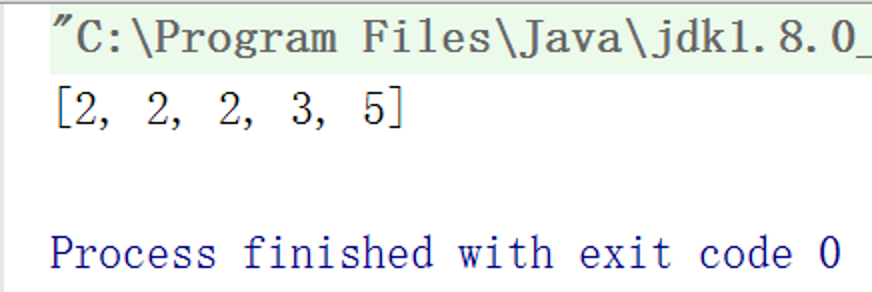 "C:\Program Files\Java\jdk1.8.0_
[2, 2, 2, 3, 5]
Process finished with exit code 0